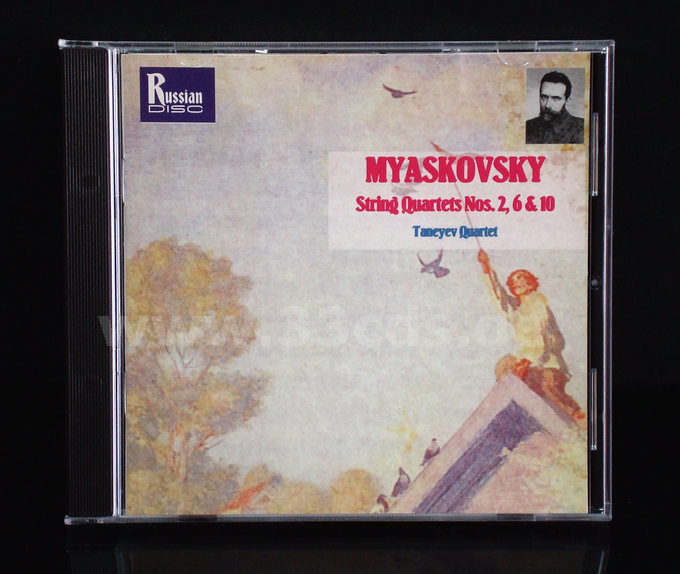 Russian
DISC
MYASKOVSKY
String Quartets Nos. 2, 6 & 10
Taneyev Quartet